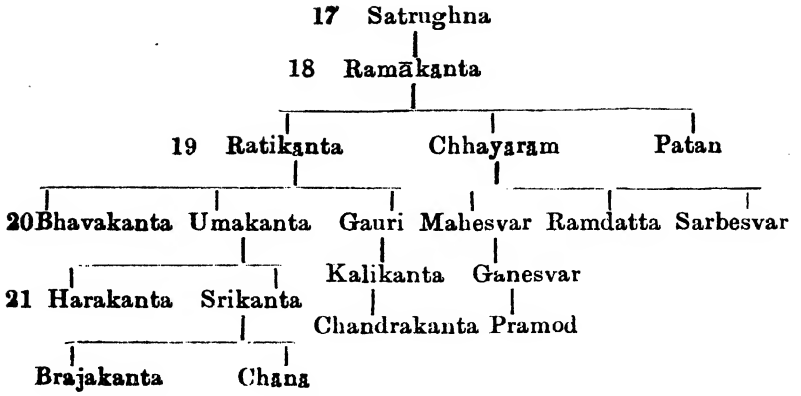 17 Satrughna
18 Ramākanta
19 Ratikanta Chhayaram Patan
20 Bhavakanta Umakanta Gauri Mahesvar Ramdatta Sarbesvar
Kalikanta Ganesvar
21 Harakanta Srikanta
Chandrakanta Pramod
Brajakanta Chana